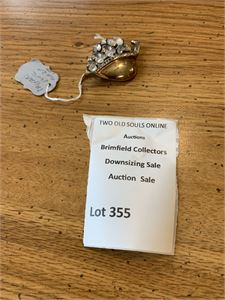 TWO OLD SOULS ONLINE
Auctions
Brimfield Collectors
Downsizing Sale
Auction Sale
Lot 355